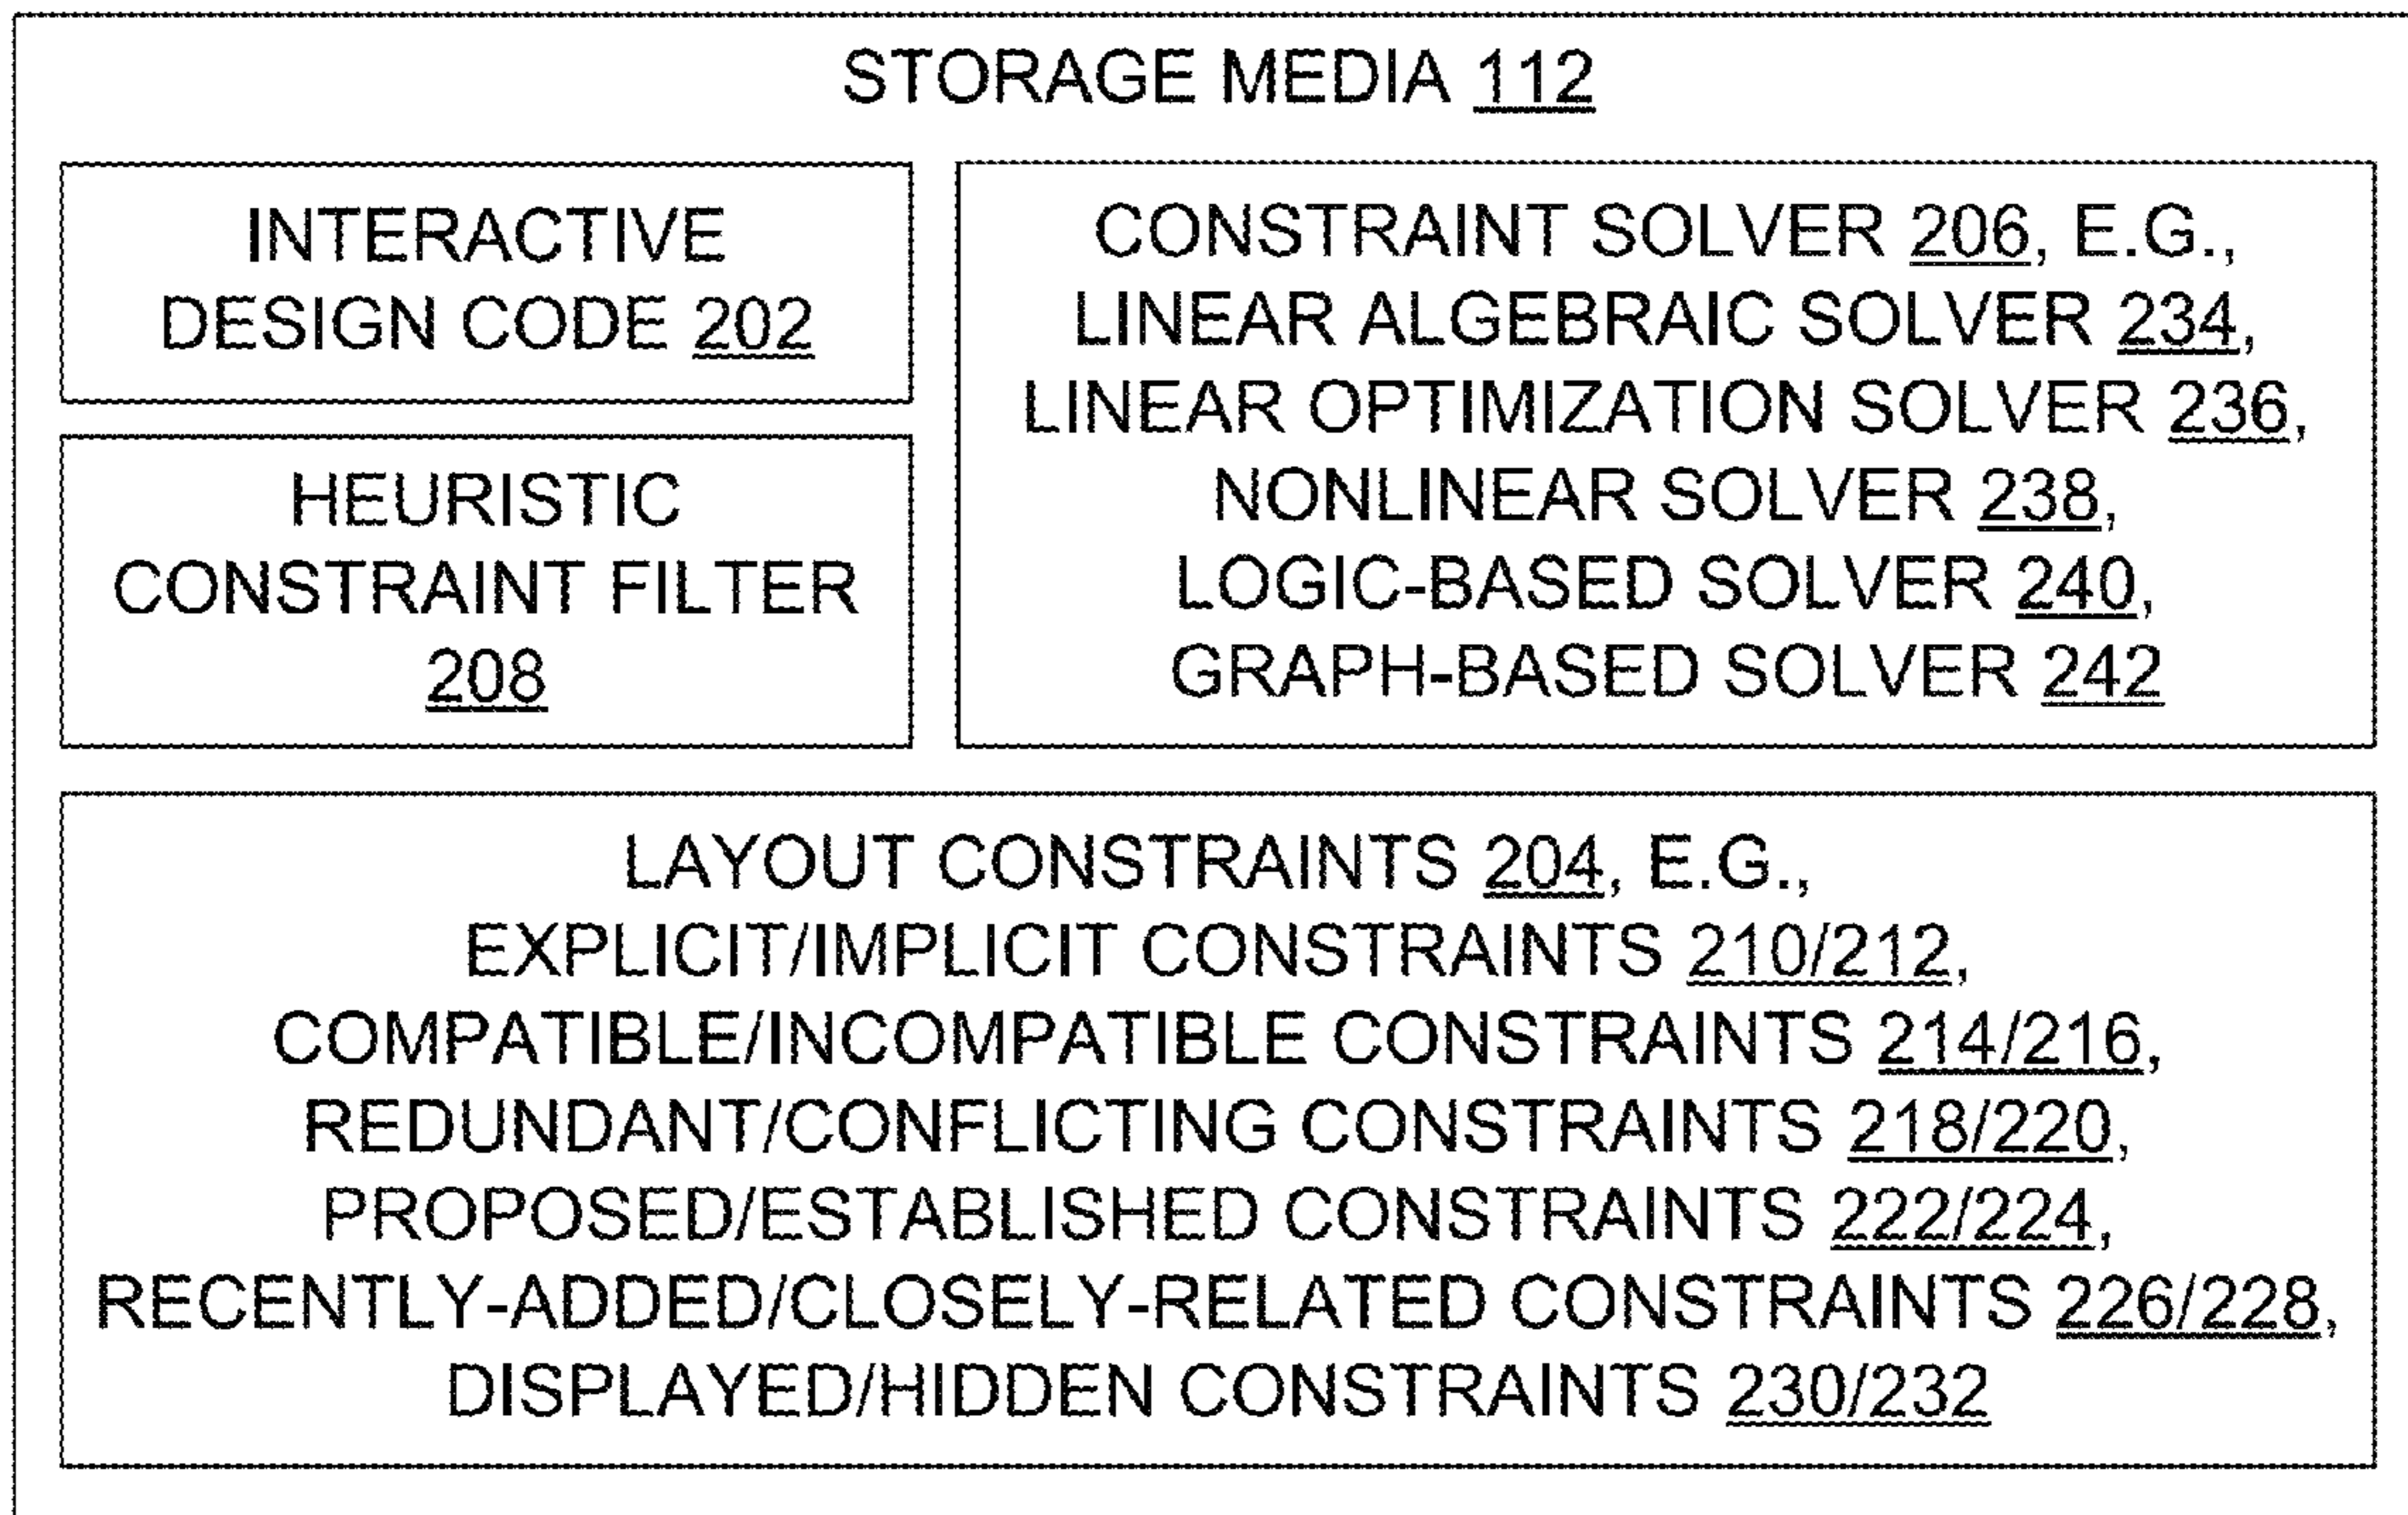 STORAGE MEDIA 112
INTERACTIVE
DESIGN CODE 202
HEURISTIC
CONSTRAINT FILTER
208
CONSTRAINT SOLVER 206, E.G.,
LINEAR ALGEBRAIC SOLVER 234,
LINEAR OPTIMIZATION SOLVER 236,
NONLINEAR SOLVER 238,
LOGIC-BASED SOLVER 240,
GRAPH-BASED SOLVER 242
LAYOUT CONSTRAINTS 204, E.G.,
EXPLICIT/IMPLICIT CONSTRAINTS 210/212,
COMPATIBLE/INCOMPATIBLE CONSTRAINTS 214/216,
REDUNDANT/CONFLICTING CONSTRAINTS 218/220,
PROPOSED/ESTABLISHED CONSTRAINTS 222/224,
RECENTLY-ADDED/CLOSELY-RELATED CONSTRAINTS 226/228,
DISPLAYED/HIDDEN CONSTRAINTS 230/232